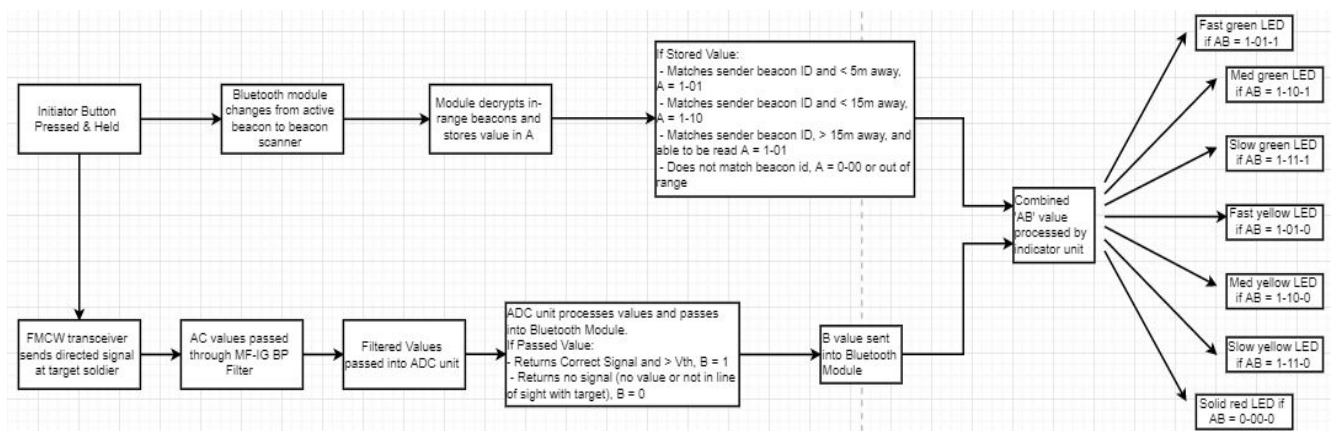 Initiator Button
Pressed & Held
Bluetooth module
changes from active
beacon to beacon
scanner
Module decrypts in-
range beacons and
stores value in A
If Stored Value:
- Matches sender beacon ID and < 5m away,
A = 1-01
- Matches sender beacon ID and < 15m away,
A = 1-10
- Matches sender beacon ID, > 15m away, and
able to be read A = 1-01
- Does not match beacon id, A = 0-00 or out of
range
FMCW transceiver
sends directed signal
at target soldier
AC values passed
through MF-IG BP
Filter
Filtered Values
passed into ADC unit
ADC unit processes values and passes
into Bluetooth Module.
If Passed Value:
- Returns Correct Signal and > Vth, B = 1
- Returns no signal (no value or not in line
of sight with target), B = 0
B value sent
into Bluetooth
Module
Combined
'AB' value
processed by
indicator unit
Fast green LED
if AB = 1-01-1
Med green LED
if AB = 1-10-1
Slow green LED
if AB = 1-11-1
Fast yellow LED
if AB = 1-01-0
Med yellow LED
if AB = 1-10-0
Slow yellow LED
if AB = 1-11-0
Solid red LED if
AB = 0-00-0